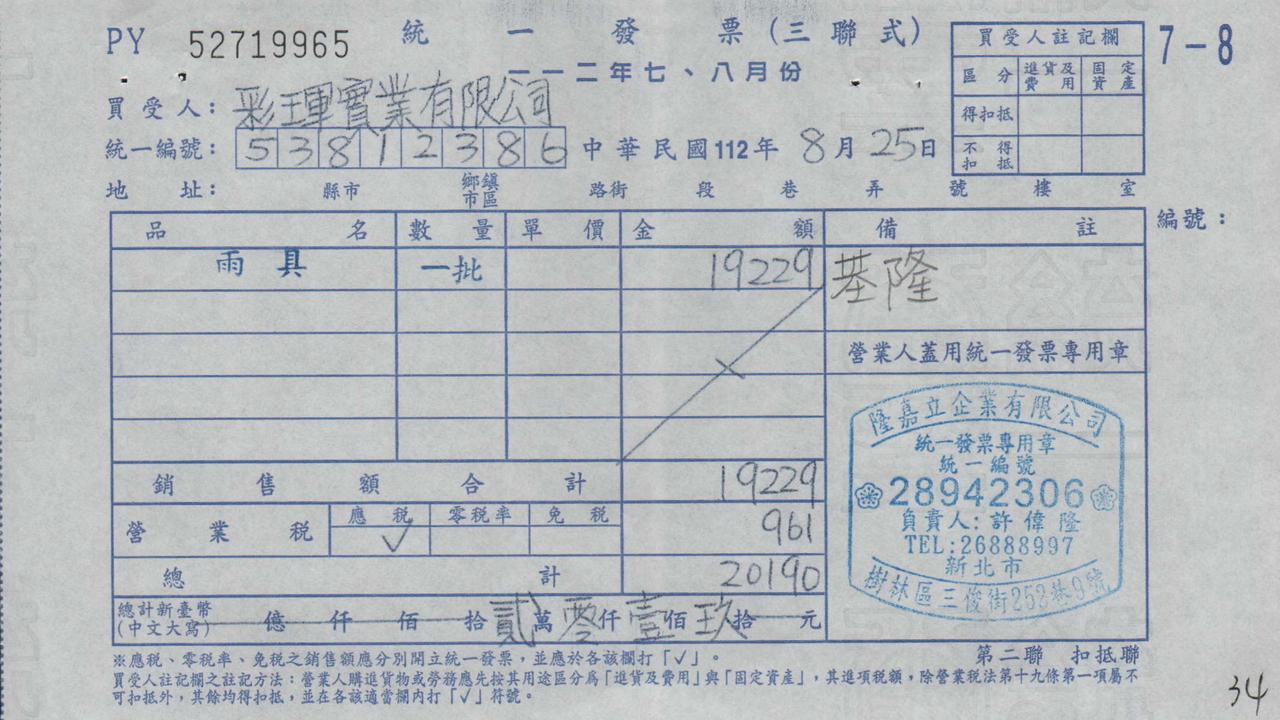 PY 52719965 統一發票(三聯式)
一一二年七、八月份
7-8
買受人註記欄
區分 進貨及費用 固定資產
得扣抵
不得扣抵
買受人: 彩琿實業有限公司
統一編號: 53812386 中華民國112年8月25日
地址: 縣市 鄉鎮市區 路街 段 巷 弄 號 樓 室
編號:
品名 數量 單價 金額 備註
雨具 一批 19229 基隆
營業人蓋用統一發票專用章
銷售額合計 19229
營業稅 應稅 零稅率 免稅 961
√
總計 20190
總計新臺幣(中文大寫) 億 仟 佰 拾 貳 萬 零 仟 壹 佰 玖 拾 元
隆嘉立企業有限公司
統一發票專用章
統一編號
28942306
負責人:許偉隆
TEL:26888997
新北市
樹林區三俊街253巷9號
※應稅、零稅率、免稅之銷售額應分別開立統一發票,並應於各該欄打「√」。
第二聯 扣抵聯
買受人註記欄之註記方法:營業人購進貨物或勞務應先按其用途區分為「進貨及費用」與「固定資產」,其進項稅額,除營業稅法第十九條第一項屬不
可扣抵外,其餘均得扣抵,並在各該適當欄內打「√」符號。
34